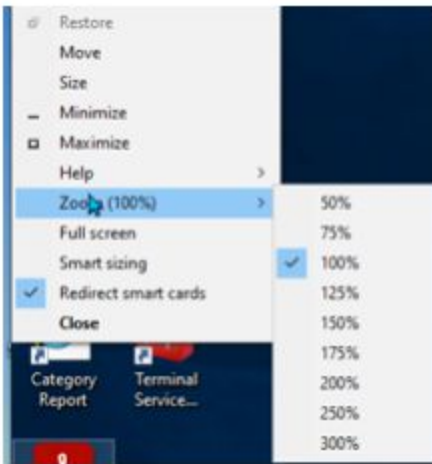 Restore
Move
Size
Minimize
Maximize
Help
Zoom (100%)
Full screen
Smart sizing
Redirect smart cards
Close
50%
75%
100%
125%
150%
175%
200%
250%
300%
Category
Report
Terminal
Service...